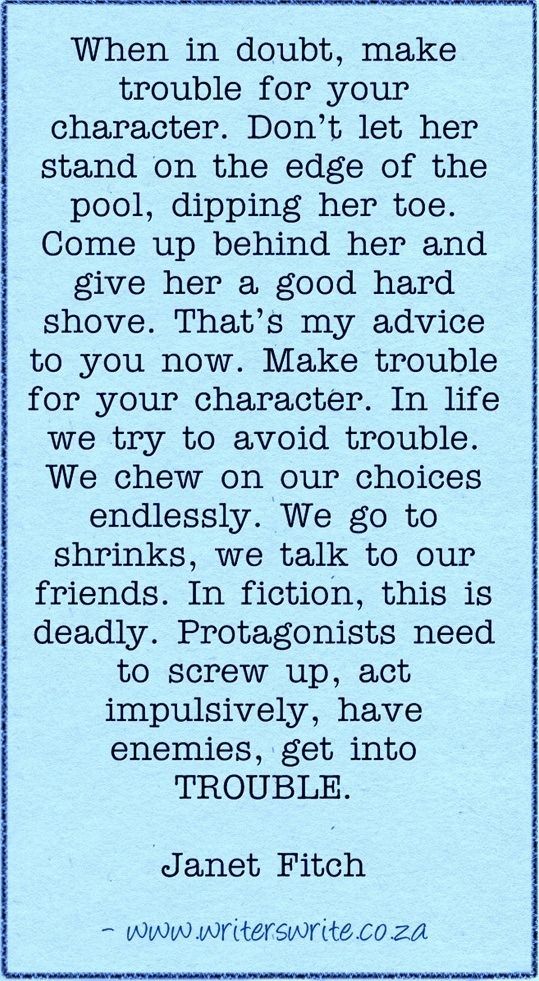 When in doubt, make
trouble for your
character. Don't let her
stand on the edge of the
pool, dipping her toe.
Come up behind her and
give her a good hard
shove. That's my advice
to you now. Make trouble
for your character. In life
we try to avoid trouble.
We chew on our choices
endlessly. We go to
shrinks, we talk to our
friends. In fiction, this is
deadly. Protagonists need
to screw up, act
impulsively, have
enemies, get into
TROUBLE.
Janet Fitch
- www.writerswrite.co.za